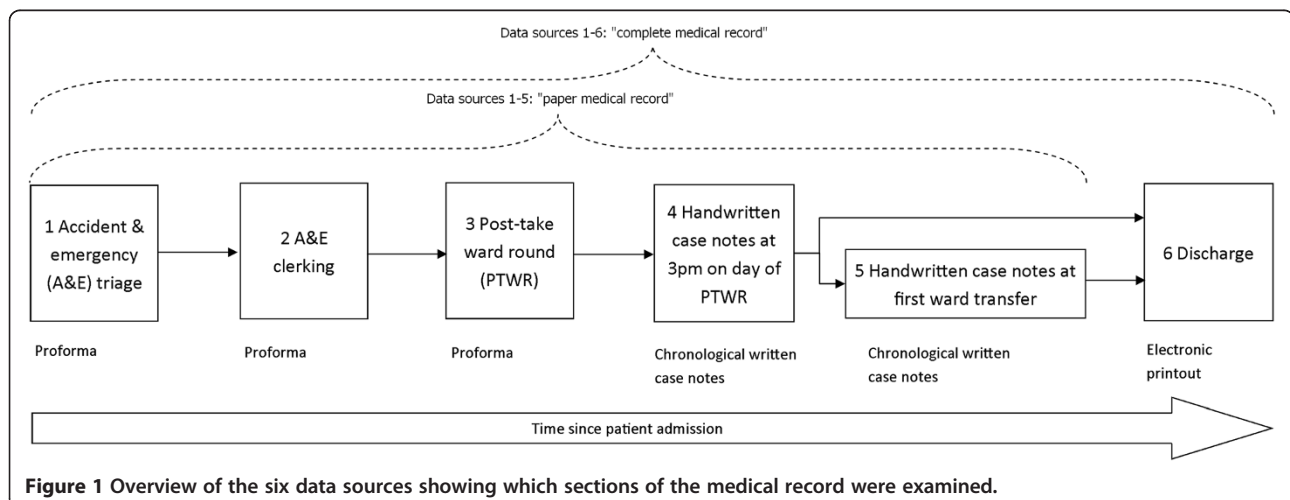 Data sources 1-6: "complete medical record"
Data sources 1-5: "paper medical record"
1 Accident &
emergency
(A&E) triage
2 A&E
clerking
3 Post-take
ward round
(PTWR)
4 Handwritten
case notes at
3pm on day of
PTWR
5 Handwritten case notes at
first ward transfer
6 Discharge
Proforma
Proforma
Proforma
Chronological written
case notes
Chronological written
case notes
Electronic
printout
Time since patient admission
Figure 1 Overview of the six data sources showing which sections of the medical record were examined.